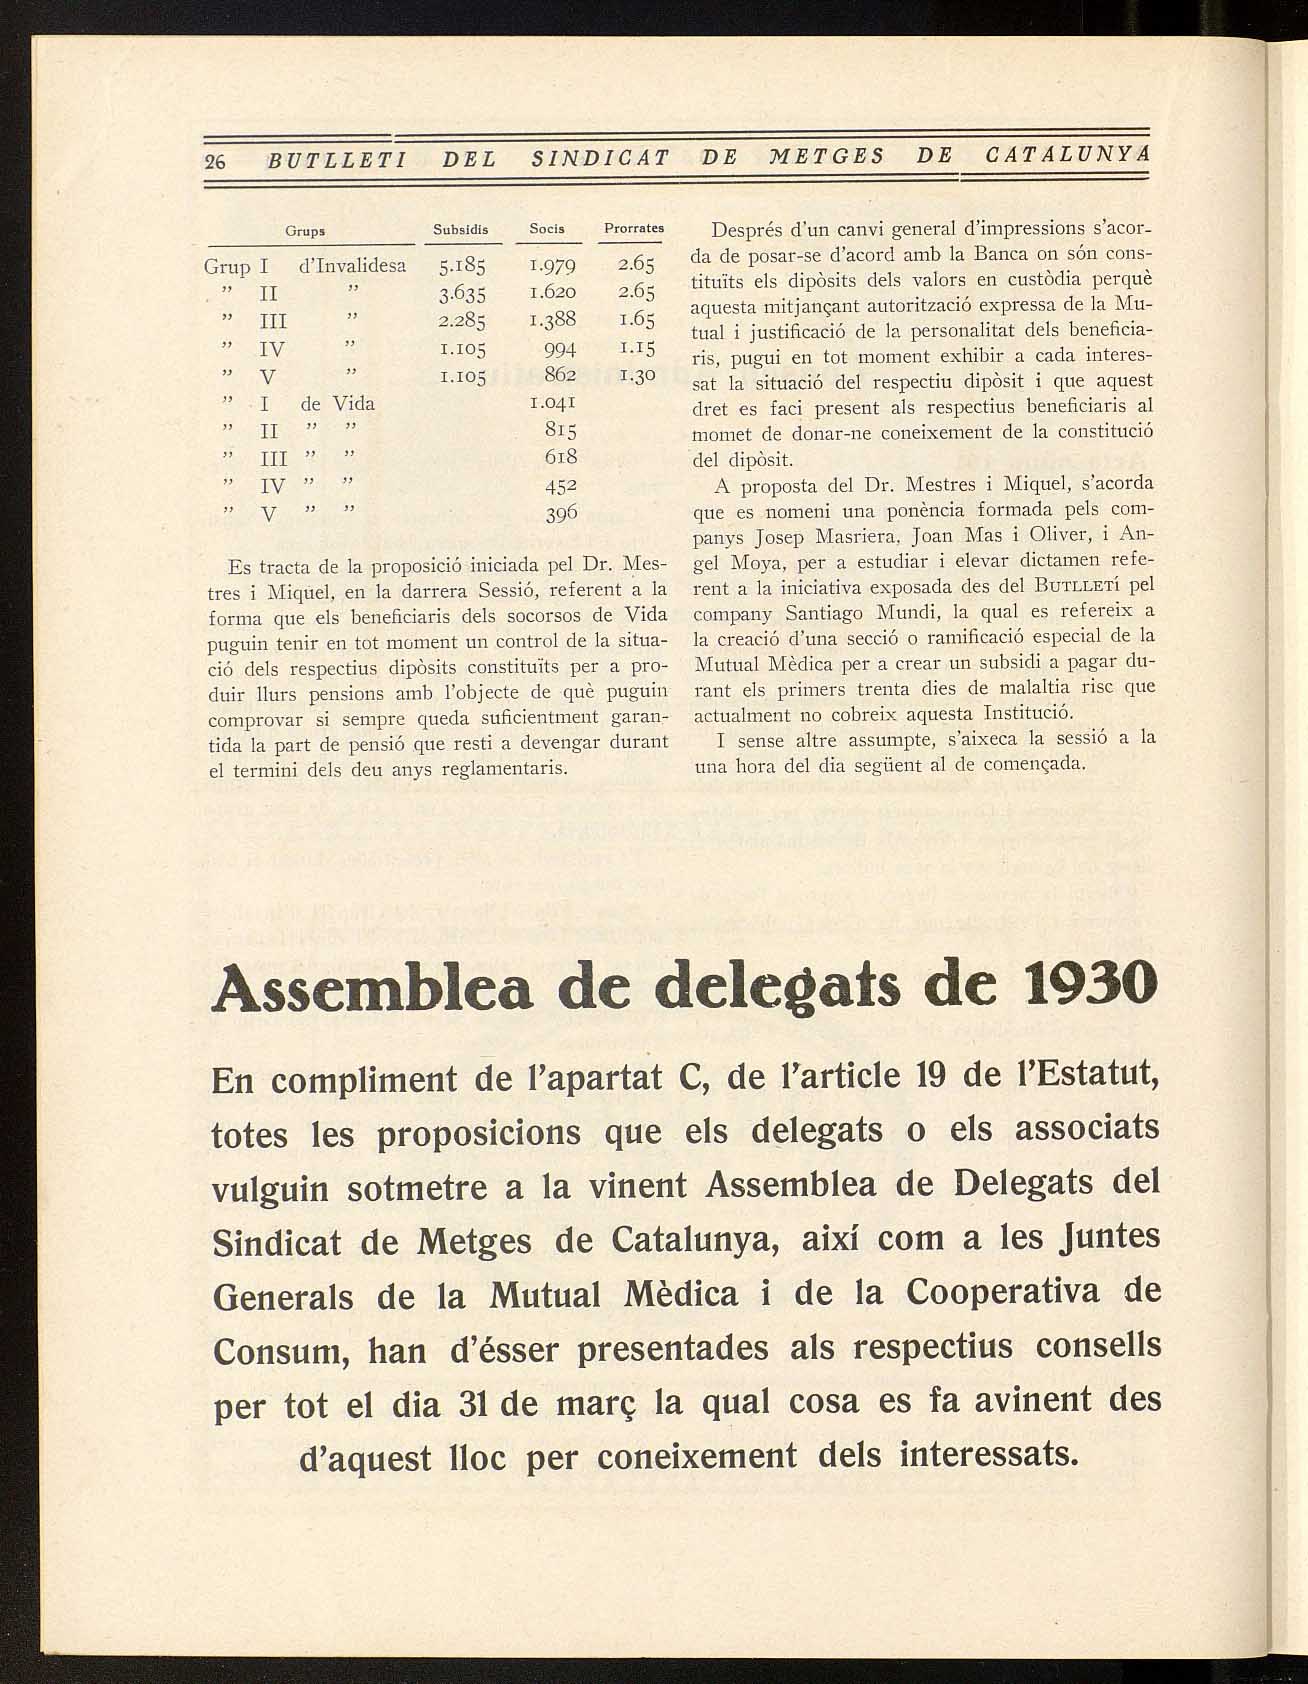 26 BUTLLETI DEL SINDICAT DE METGES DE CATALUNYA
Grups Subsidis Socis Prorrates
Grup I d'Invalidesa 5.185 1.979 2.65
" II " 3.635 1.620 2.65
" III " 2.285 1.388 1.65
" IV " 1.105 994 1.15
" V " 1.105 862 1.30
" I de Vida 1.041
" II " " 815
" III " " 618
" IV " " 452
" V " " 396
Es tracta de la proposició iniciada pel Dr. Mes-
tres i Miquel, en la darrera Sessió, referent a la
forma que els beneficiaris dels socorsos de Vida
puguin tenir en tot moment un control de la situa-
ció dels respectius dipòsits constituïts per a pro-
duir llurs pensions amb l'objecte de què puguin
comprovar si sempre queda suficientment garan-
tida la part de pensió que resti a devengar durant
el termini dels deu anys reglamentaris.
Després d'un canvi general d'impressions s'acor-
da de posar-se d'acord amb la Banca on són cons-
tituïts els dipòsits dels valors en custòdia perquè
aquesta mitjançant autorització expressa de la Mu-
tual i justificació de la personalitat dels beneficia-
ris, pugui en tot moment exhibir a cada interes-
sat la situació del respectiu dipòsit i que aquest
dret es faci present als respectius beneficiaris al
momet de donar-ne coneixement de la constitució
del dipòsit.
A proposta del Dr. Mestres i Miquel, s'acorda
que es nomeni una ponència formada pels com-
panys Josep Masriera, Joan Mas i Oliver, i An-
gel Moya, per a estudiar i elevar dictamen refe-
rent a la iniciativa exposada des del BUTLLETÍ pel
company Santiago Mundi, la qual es refereix a
la creació d'una secció o ramificació especial de la
Mutual Mèdica per a crear un subsidi a pagar du-
rant els primers trenta dies de malaltia risc que
actualment no cobreix aquesta Institució.
I sense altre assumpte, s'aixeca la sessió a la
una hora del dia següent al de començada.
Assemblea de delegats de 1930
En compliment de l'apartat C, de l'article 19 de l'Estatut,
totes les proposicions que els delegats o els associats
vulguin sotmetre a la vinent Assemblea de Delegats del
Sindicat de Metges de Catalunya, així com a les Juntes
Generals de la Mutual Mèdica i de la Cooperativa de
Consum, han d'ésser presentades als respectius consells
per tot el dia 31 de març la qual cosa es fa avinent des
d'aquest lloc per coneixement dels interessats.